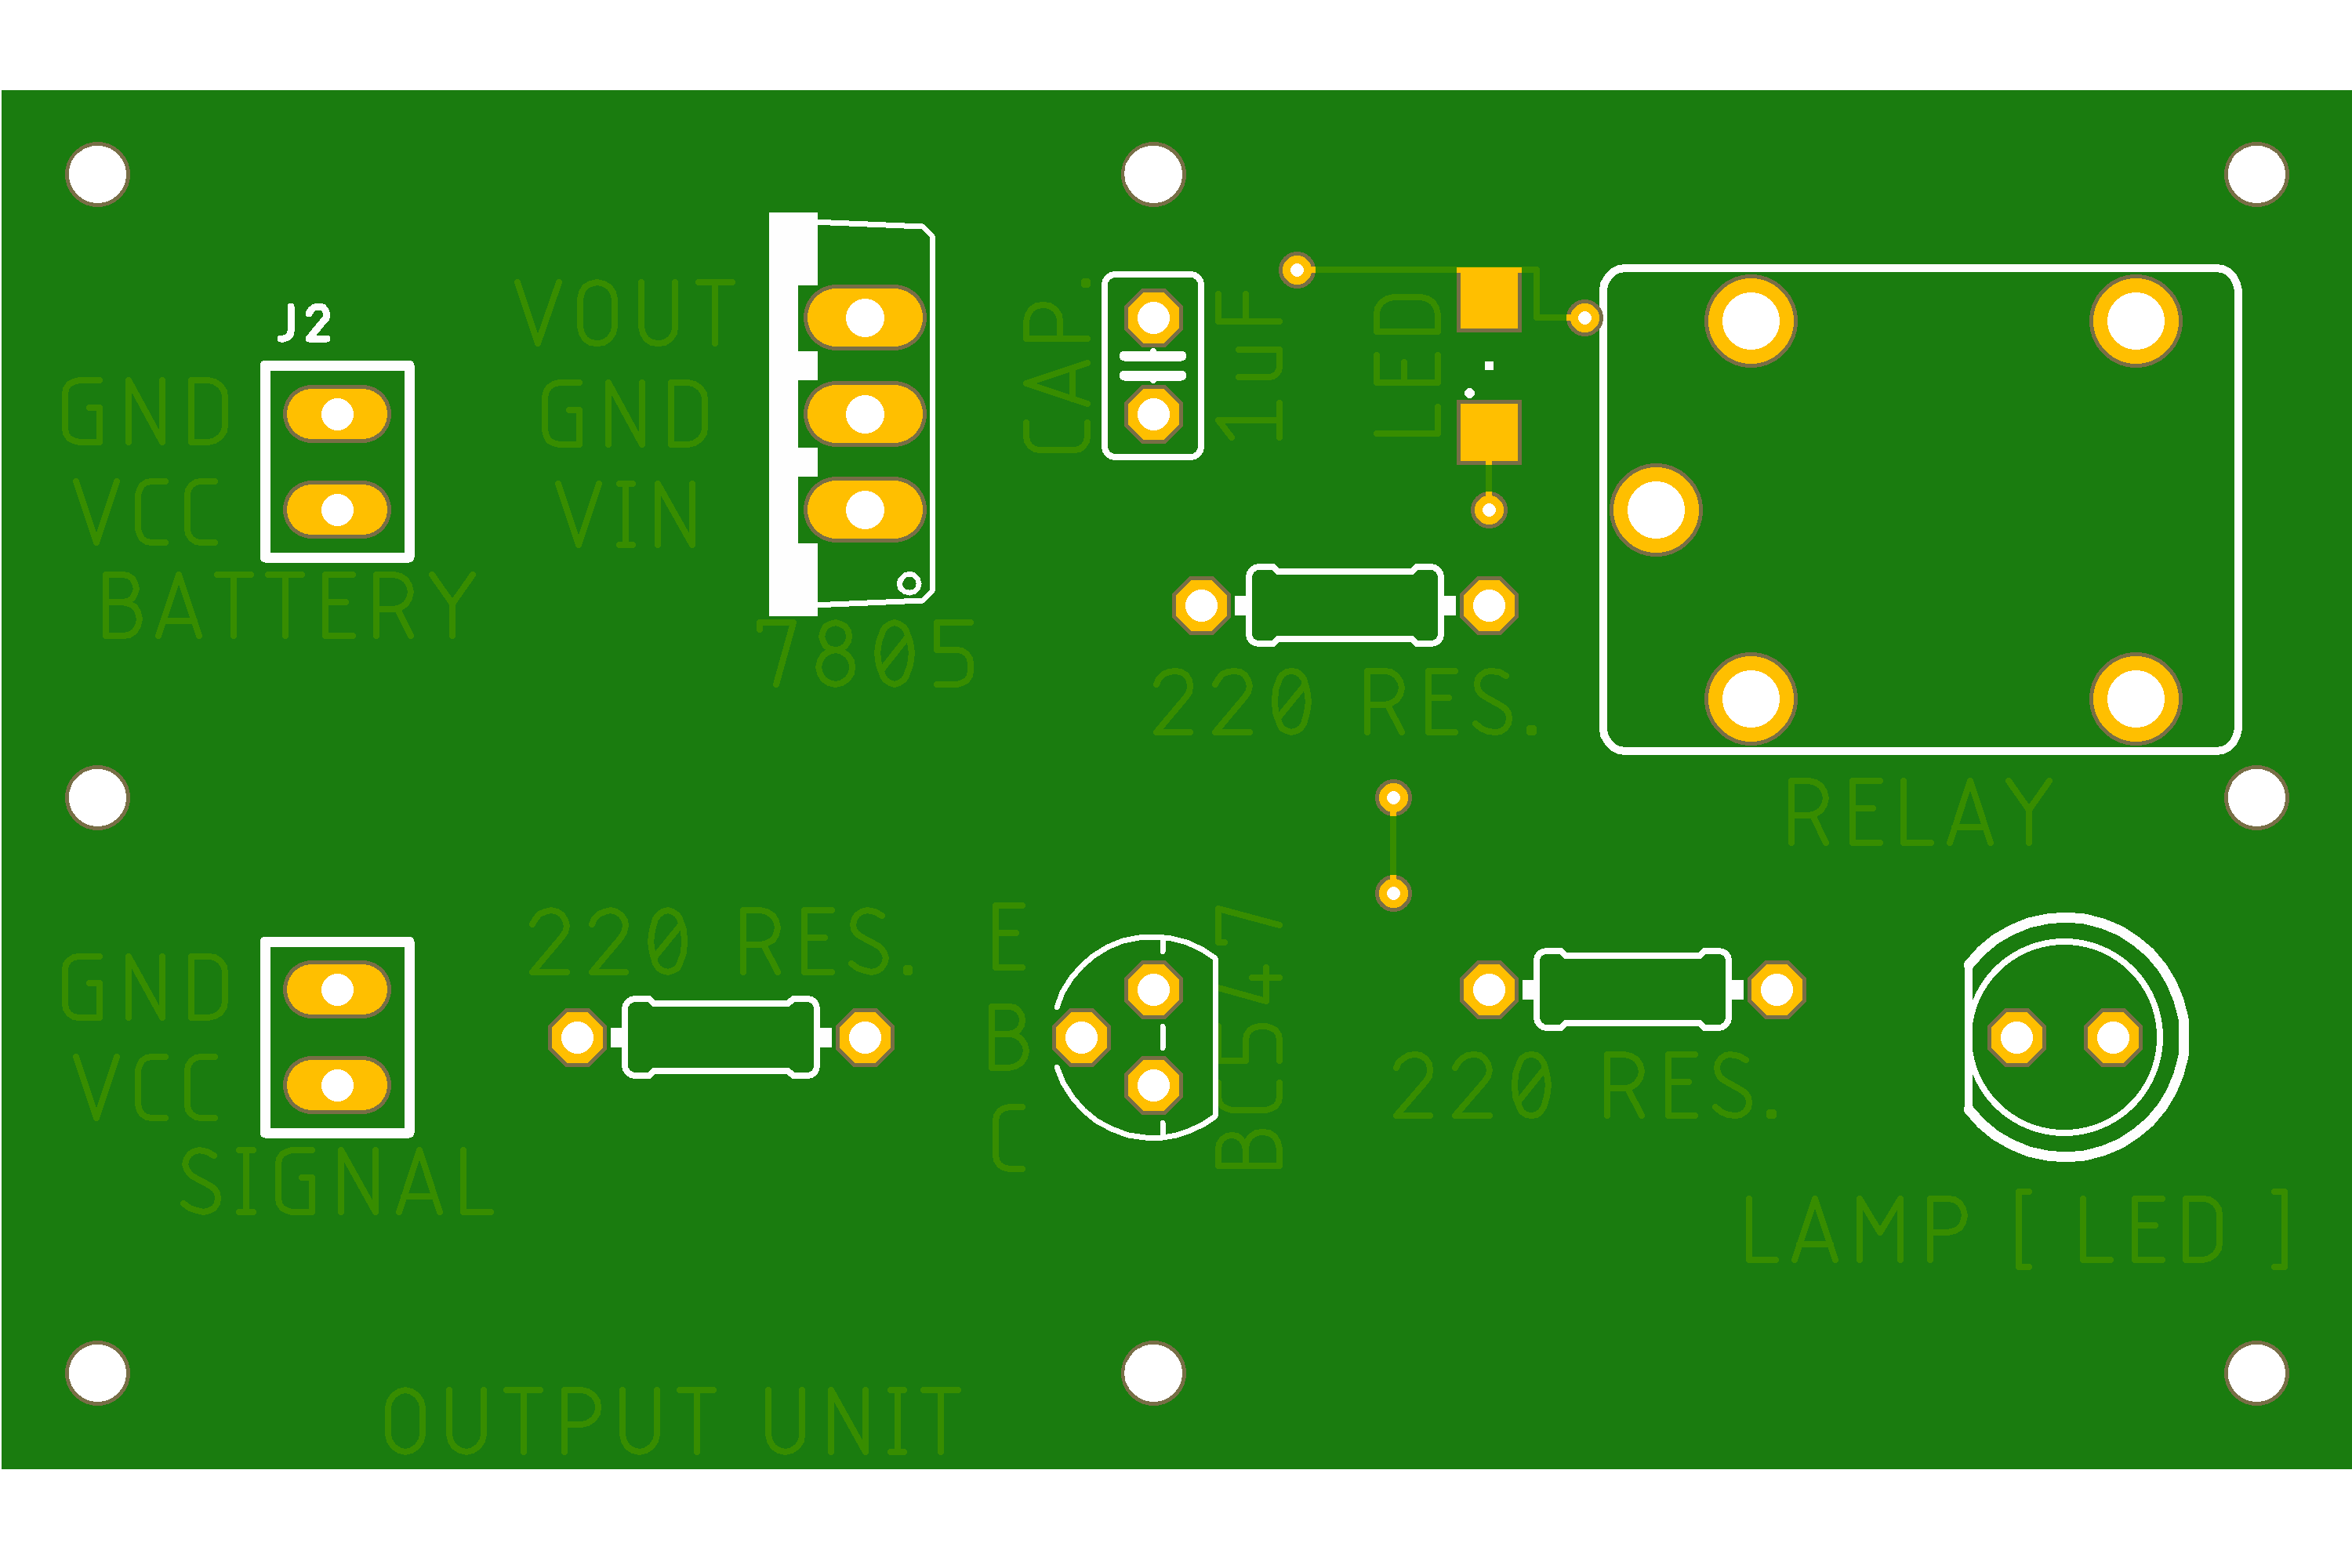 VOUT
J2
GND
GND
CAP.
1uF
LED
VCC
VIN
BATTERY
7805
220 RES.
RELAY
220 RES.
E
BC547
GND
B
VCC
C
220 RES.
SIGNAL
LAMP [ LED ]
OUTPUT UNIT